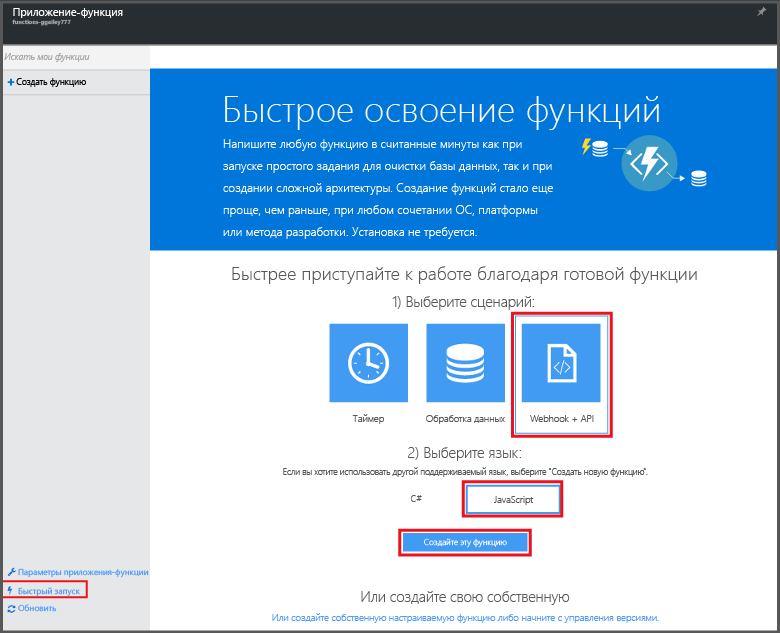 Приложение-функция
functions-ggailey777
Искать мои функции
Создать функцию
Быстрое освоение функций
Напишите любую функцию в считанные минуты как при
запуске простого задания для очистки базы данных, так и при
создании сложной архитектуры. Создание функций стало еще
проще, чем раньше, при любом сочетании ОС, платформы
или метода разработки. Установка не требуется.
Быстрее приступайте к работе благодаря готовой функции
1) Выберите сценарий:
Таймер
Обработка данных
Webhook + API
2) Выберите язык:
Если вы хотите использовать другой поддерживаемый язык, выберите "Создать новую функцию".
C#
JavaScript
Создайте эту функцию
Или создайте свою собственную
Или создайте собственную настраиваемую функцию либо начните с управления версиями.
Параметры приложения-функции
Быстрый запуск
Обновить